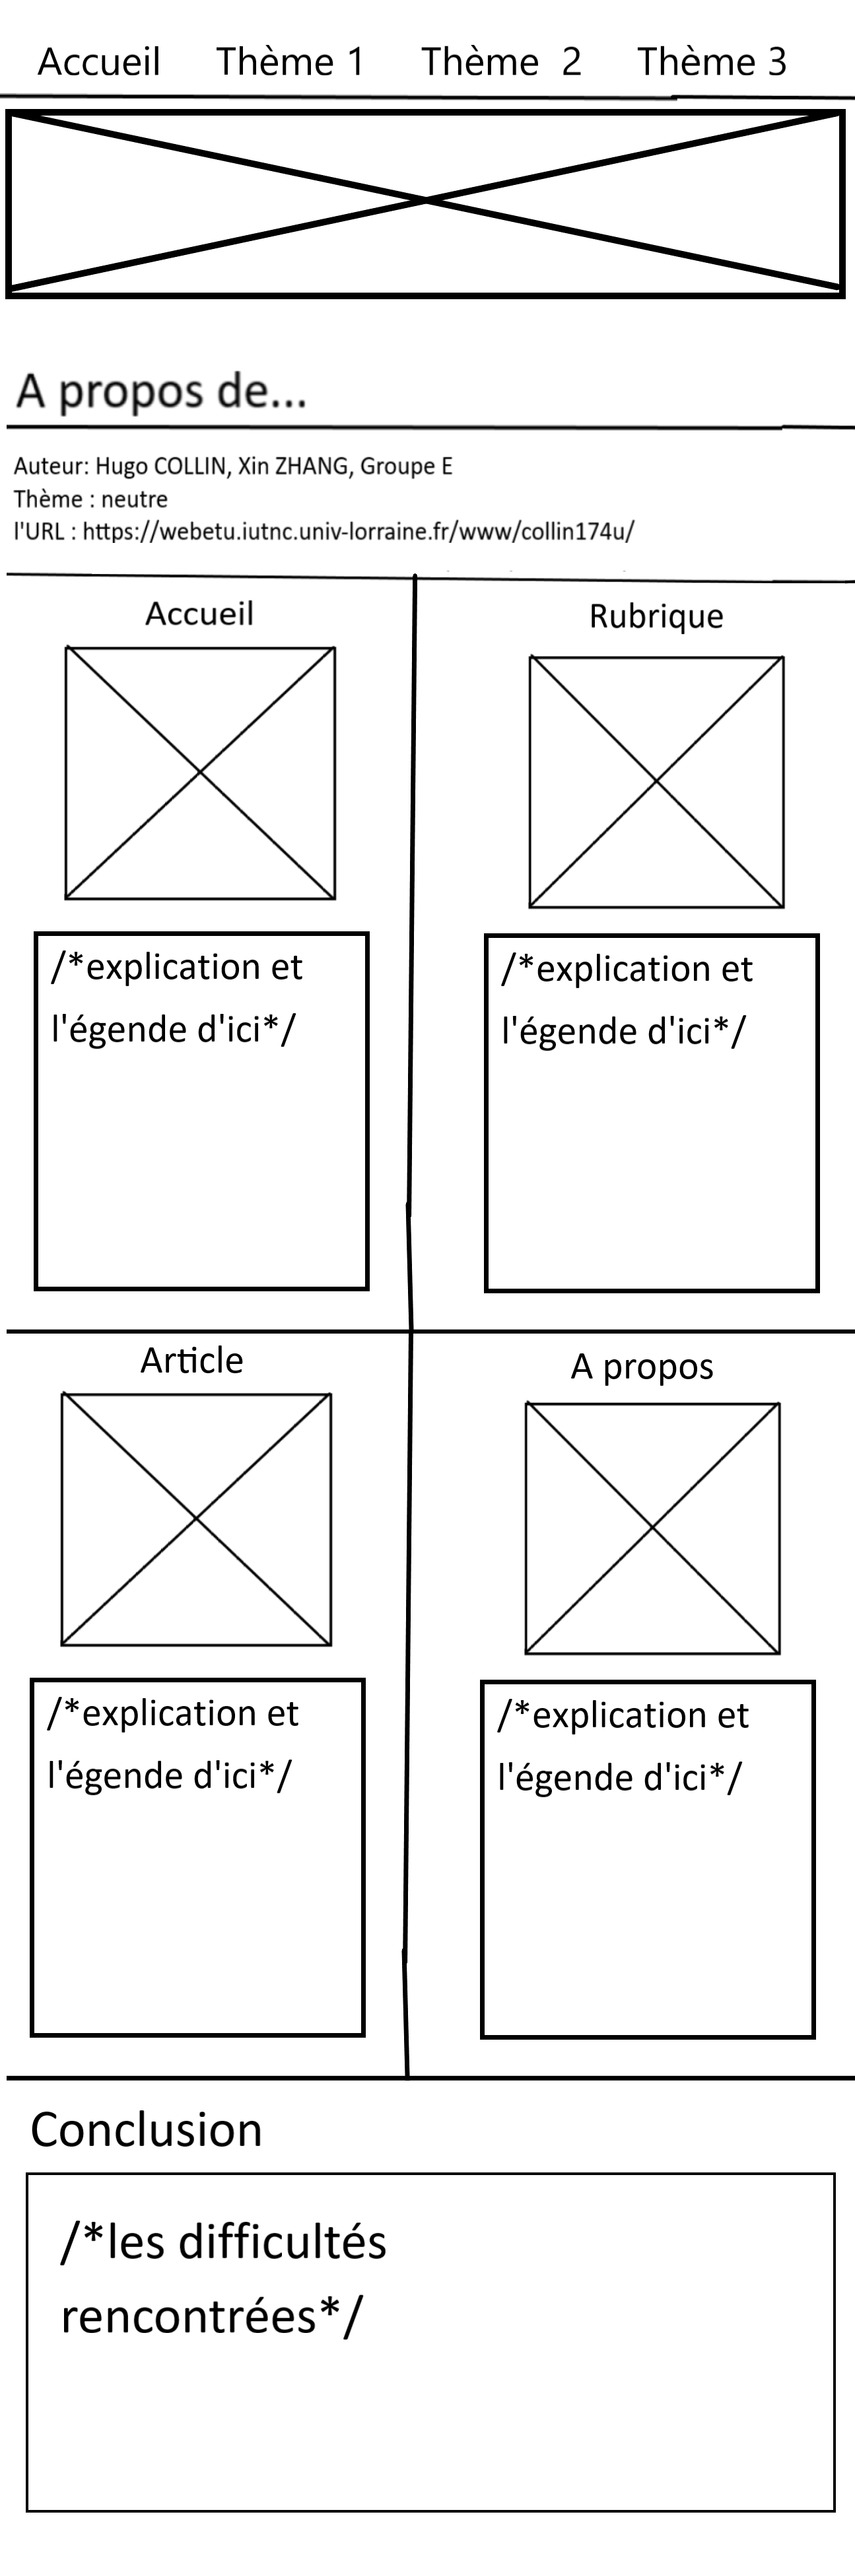 Accueil Thème 1 Thème 2 Thème 3
A propos de...
Auteur: Hugo COLLIN, Xin ZHANG, Groupe E
Thème : neutre
l'URL : https://webetu.iutnc.univ-lorraine.fr/www/collin174u/
Accueil
/*explication et
l'égende d'ici*/
Rubrique
/*explication et
l'égende d'ici*/
Article
/*explication et
l'égende d'ici*/
A propos
/*explication et
l'égende d'ici*/
Conclusion
/*les difficultés
rencontrées*/